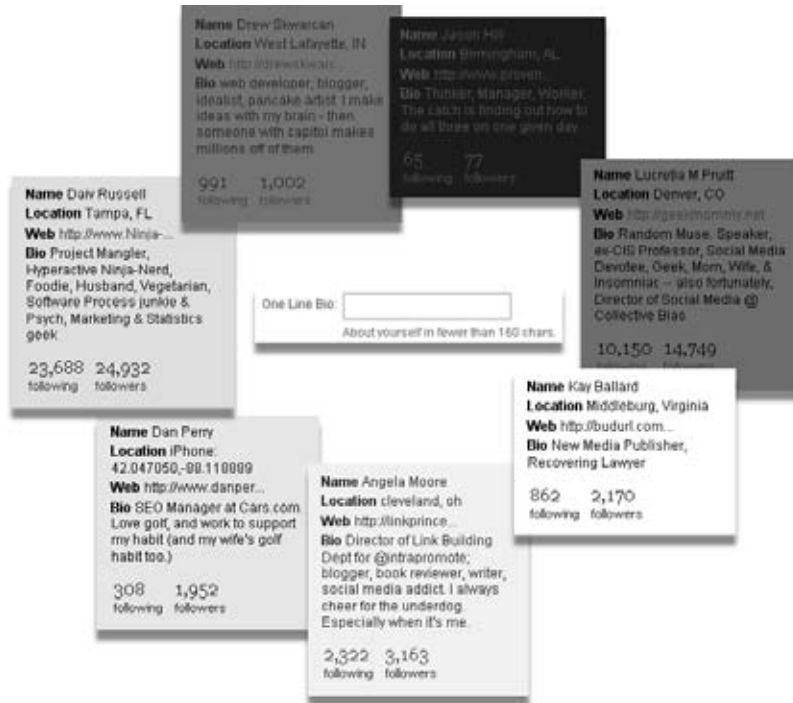 Name Drew Skwarcan
Location West Lafayette, IN
Web
Bio web developer, blogger,
idealist, pancake artist. I make
ideas with my brain - then
someone with capitol makes
millions off of them.
991 1,002
following followers
Name Jason Hill
Location Birmingham, AL
Web http://www.proven...
Bio Thinker, Manager, Worker.
The catch is finding out how to
do all three on one given day.
65 77
following followers
Name Lucretia M Pruitt
Location Denver, CO
Web http://geekmommy.net
Bio Random Muse. Speaker,
ex-CIS Professor, Social Media
Devotee, Geek, Mom, Wife, &
Insomniac -- also fortunately,
Director of Social Media @
Collective Bias
10,150 14,749
following followers
Name Daiv Russell
Location Tampa, FL
Web http://www.Ninja-...
Bio Project Mangler,
Hyperactive Ninja-Nerd,
Foodie, Husband, Vegetarian,
Software Process junkie &
Psych, Marketing & Statistics
geek
23,688 24,932
following followers
One Line Bio:
About yourself in fewer than 160 chars.
Name Kay Ballard
Location Middleburg, Virginia
Web http://budurl.com...
Bio New Media Publisher,
Recovering Lawyer
862 2,170
following followers
Name Dan Perry
Location iPhone:
Web http://www.danper...
Bio SEO Manager at Cars.com.
Love golf, and work to support
my habit (and my wife's golf
habit too.)
308 1,952
following followers
Name Angela Moore
Location cleveland, oh
Web http://linkprince...
Bio Director of Link Building
Dept for @intrapromote;
blogger, book reviewer, writer,
social media addict. I always
cheer for the underdog.
Especially when it's me.
2,322 3,163
following followers